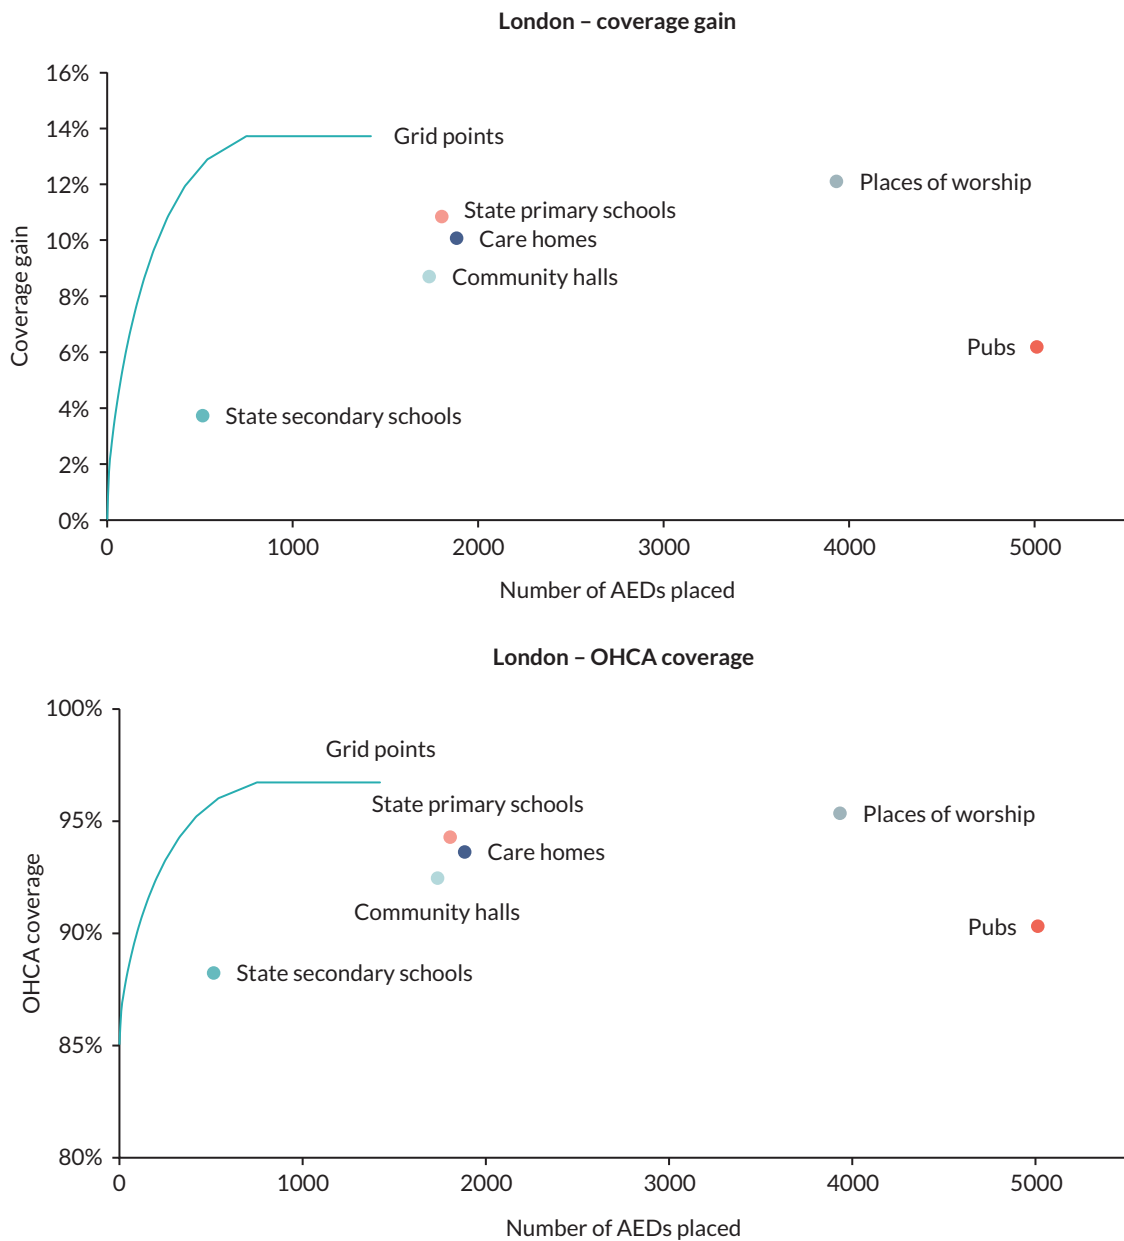 London – coverage gain
16%
14%
12%
10%
8%
6%
4%
2%
0%
Coverage gain
Grid points
Places of worship
State primary schools
Care homes
Community halls
Pubs
State secondary schools
0
1000
2000
3000
4000
5000
Number of AEDs placed
London – OHCA coverage
100%
95%
90%
85%
80%
OHCA coverage
Grid points
State primary schools
Places of worship
Care homes
Community halls
Pubs
State secondary schools
0
1000
2000
3000
4000
5000
Number of AEDs placed